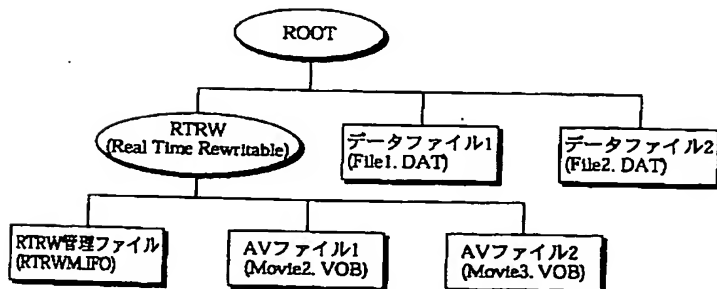 ROOT
RTRW
(Real Time Rewritable)
データファイル1
(File1. DAT)
データファイル2
(File2. DAT)
RTRW管理ファイル
(RTRWM.IFO)
AVファイル1
(Movie2. VOB)
AVファイル2
(Movie3. VOB)